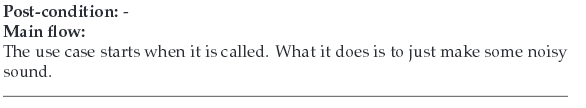 Post-condition: -
Main flow:
The use case starts when it is called. What it does is to just make some noisy
sound.